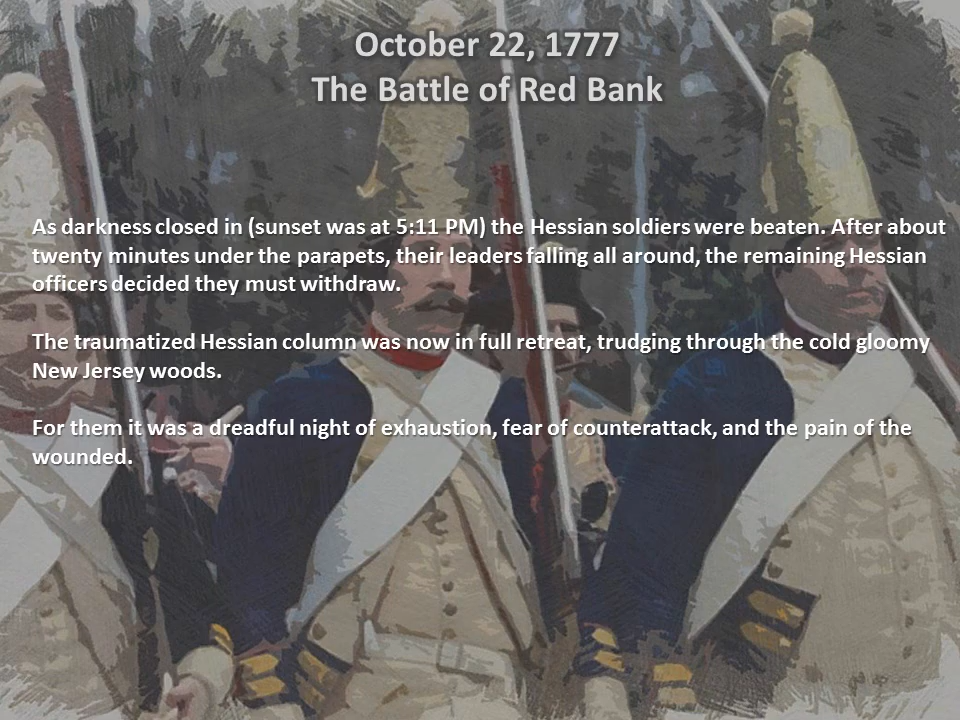 October 22, 1777
The Battle of Red Bank
As darkness closed in (sunset was at 5:11 PM) the Hessian soldiers were beaten. After about
twenty minutes under the parapets, their leaders falling all around, the remaining Hessian
officers decided they must withdraw.
The traumatized Hessian column was now in full retreat, trudging through the cold gloomy
New Jersey woods.
For them it was a dreadful night of exhaustion, fear of counterattack, and the pain of the
wounded.